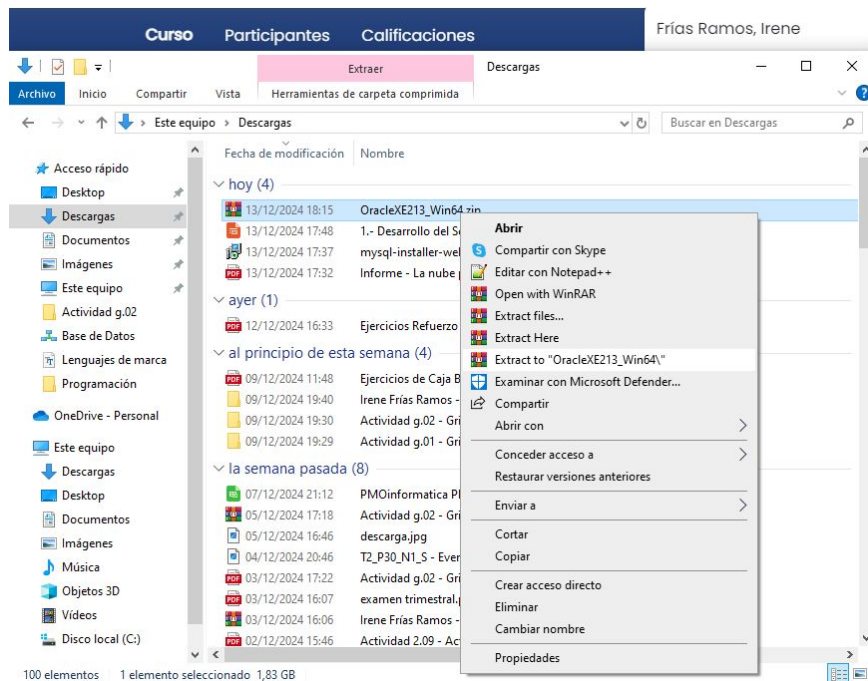 Curso Participantes Calificaciones Frías Ramos, Irene
Extraer Descargas
Archivo Inicio Compartir Vista Herramientas de carpeta comprimida
Este equipo > Descargas Buscar en Descargas
Fecha de modificación Nombre
Acceso rápido
Desktop
Descargas
Documentos
Imágenes
Este equipo
Actividad g.02
Base de Datos
Lenguajes de marca
Programación
OneDrive - Personal
Este equipo
Descargas
Desktop
Documentos
Imágenes
Música
Objetos 3D
Vídeos
Disco local (C:)
hoy (4)
13/12/2024 18:15 OracleXE213_Win64.zip
13/12/2024 17:48 1.- Desarrollo del
13/12/2024 17:37 mysql-installer-we
13/12/2024 17:32 Informe - La nube
ayer (1)
12/12/2024 16:33 Ejercicios Refuerzo
al principio de esta semana (4)
09/12/2024 11:48 Ejercicios de Caja B
09/12/2024 19:40 Irene Frías Ramos -
09/12/2024 19:30 Actividad g.02 - Gri
09/12/2024 19:29 Actividad g.01 - Gri
la semana pasada (8)
07/12/2024 21:12 PMOinformatica Pl
05/12/2024 17:18 Actividad g.02 - Gri
05/12/2024 16:46 descarga.jpg
04/12/2024 20:46 T2_P30_N1_S - Ever
03/12/2024 17:22 Actividad g.02 - Gri
03/12/2024 16:07 examen trimestral.
03/12/2024 16:06 Irene Frías Ramos -
02/12/2024 15:46 Actividad 2.09 - Ac
Abrir
Compartir con Skype
Editar con Notepad++
Open with WinRAR
Extract files...
Extract Here
Extract to "OracleXE213_Win64\"
Examinar con Microsoft Defender...
Compartir
Abrir con
Conceder acceso a
Restaurar versiones anteriores
Enviar a
Cortar
Copiar
Crear acceso directo
Eliminar
Cambiar nombre
Propiedades
100 elementos 1 elemento seleccionado 1,83 GB